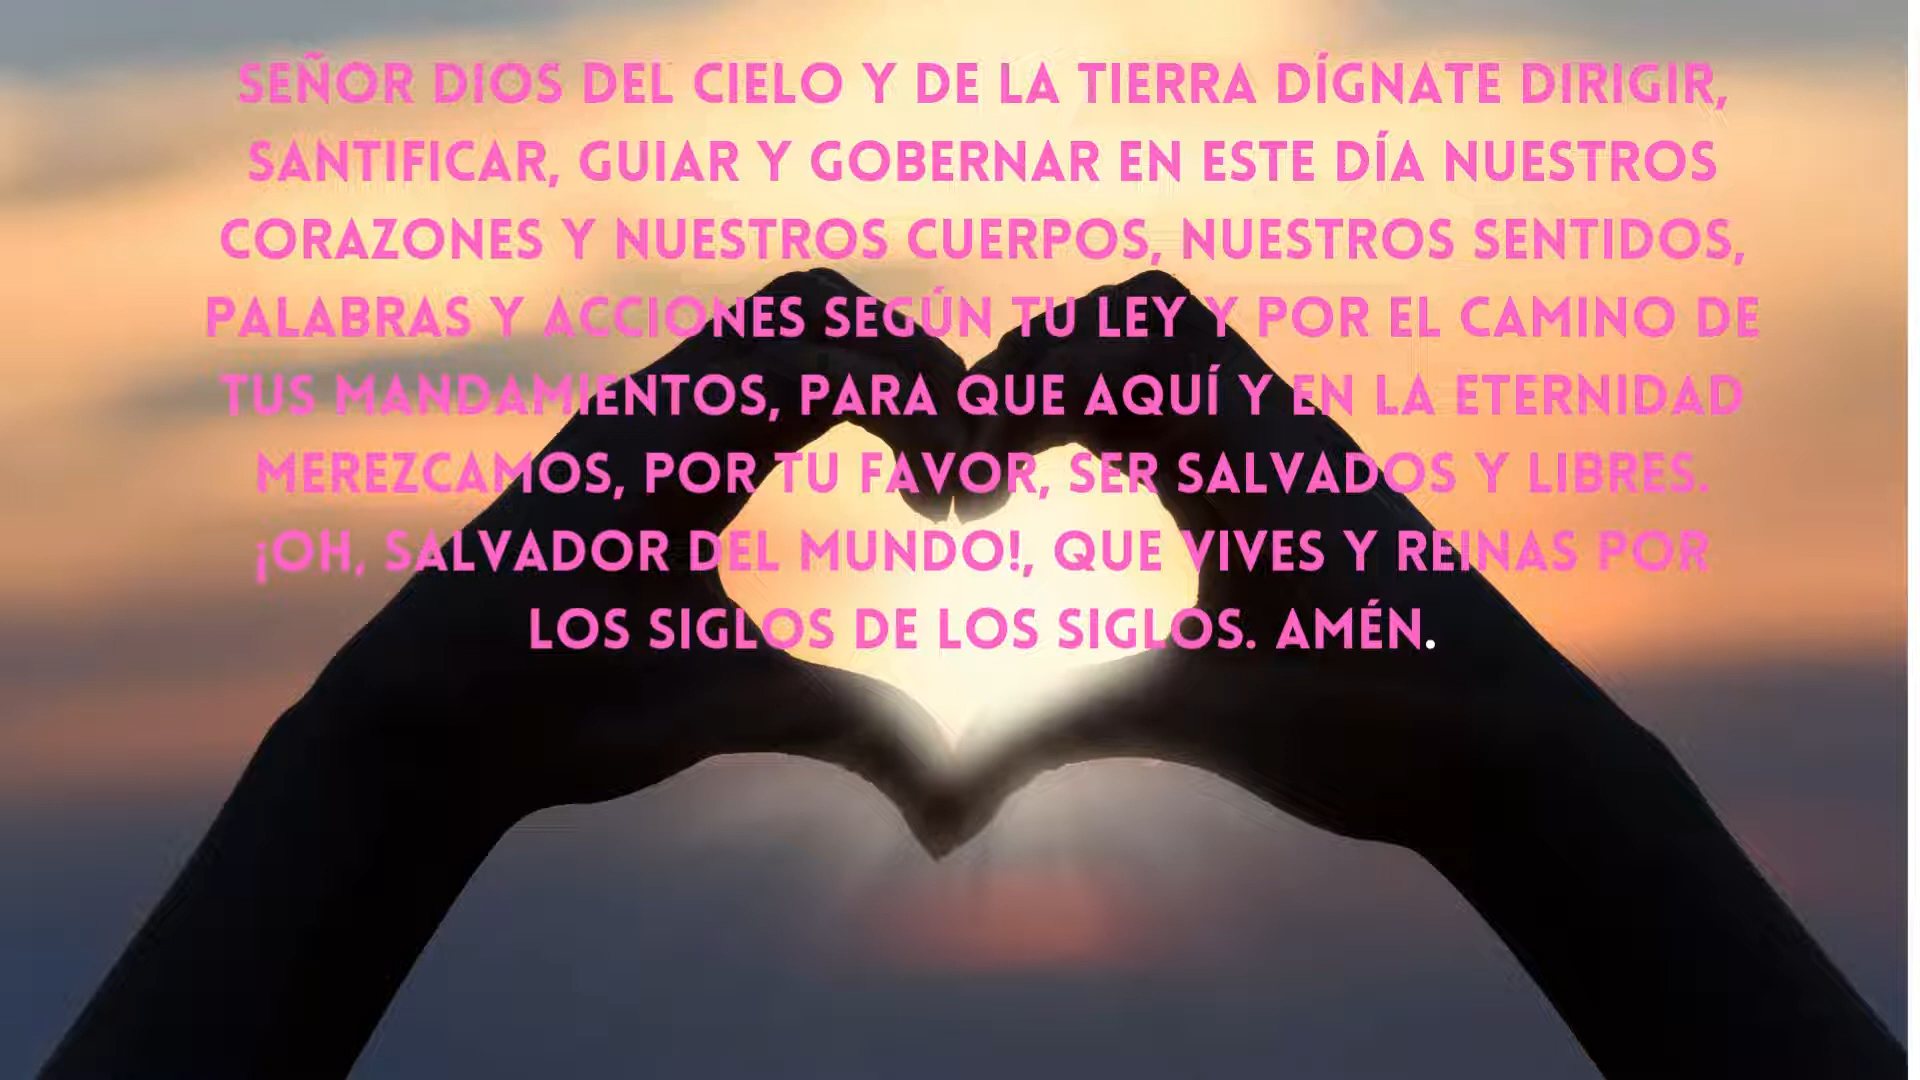 SEÑOR DIOS DEL CIELO Y DE LA TIERRA DÍGNATE DIRIGIR,
SANTIFICAR, GUIAR Y GOBERNAR EN ESTE DÍA NUESTROS
CORAZONES Y NUESTROS CUERPOS, NUESTROS SENTIDOS,
PALABRAS Y ACCIONES SEGÚN TU LEY Y POR EL CAMINO DE
TUS MANDAMIENTOS, PARA QUE AQUÍ Y EN LA ETERNIDAD
MEREZCAMOS, POR TU FAVOR, SER SALVADOS Y LIBRES.
¡OH, SALVADOR DEL MUNDO!, QUE VIVES Y REINAS POR
LOS SIGLOS DE LOS SIGLOS. AMÉN.